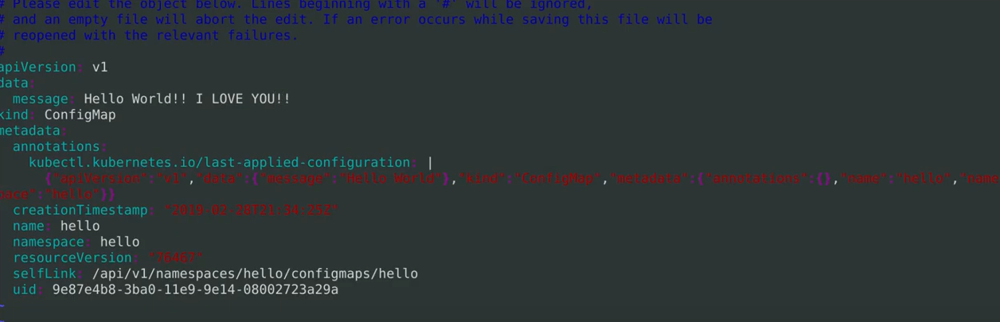 # Please edit the object below. Lines beginning with a '#' will be ignored,
# and an empty file will abort the edit. If an error occurs while saving this file will be
# reopened with the relevant failures.
#
apiVersion: v1
data:
message: Hello World!! I LOVE YOU!!
kind: ConfigMap
metadata:
annotations:
kubectl.kubernetes.io/last-applied-configuration: |
{"apiVersion":"v1","data":{"message":"Hello World"},"kind":"ConfigMap","metadata":{"annotations":{},"name":"hello","name
pace":"hello"}}
creationTimestamp: "2019-02-28T21:34:25Z"
name: hello
namespace: hello
resourceVersion: "76467"
selfLink: /api/v1/namespaces/hello/configmaps/hello
uid: 9e87e4b8-3ba0-11e9-9e14-08002723a29a